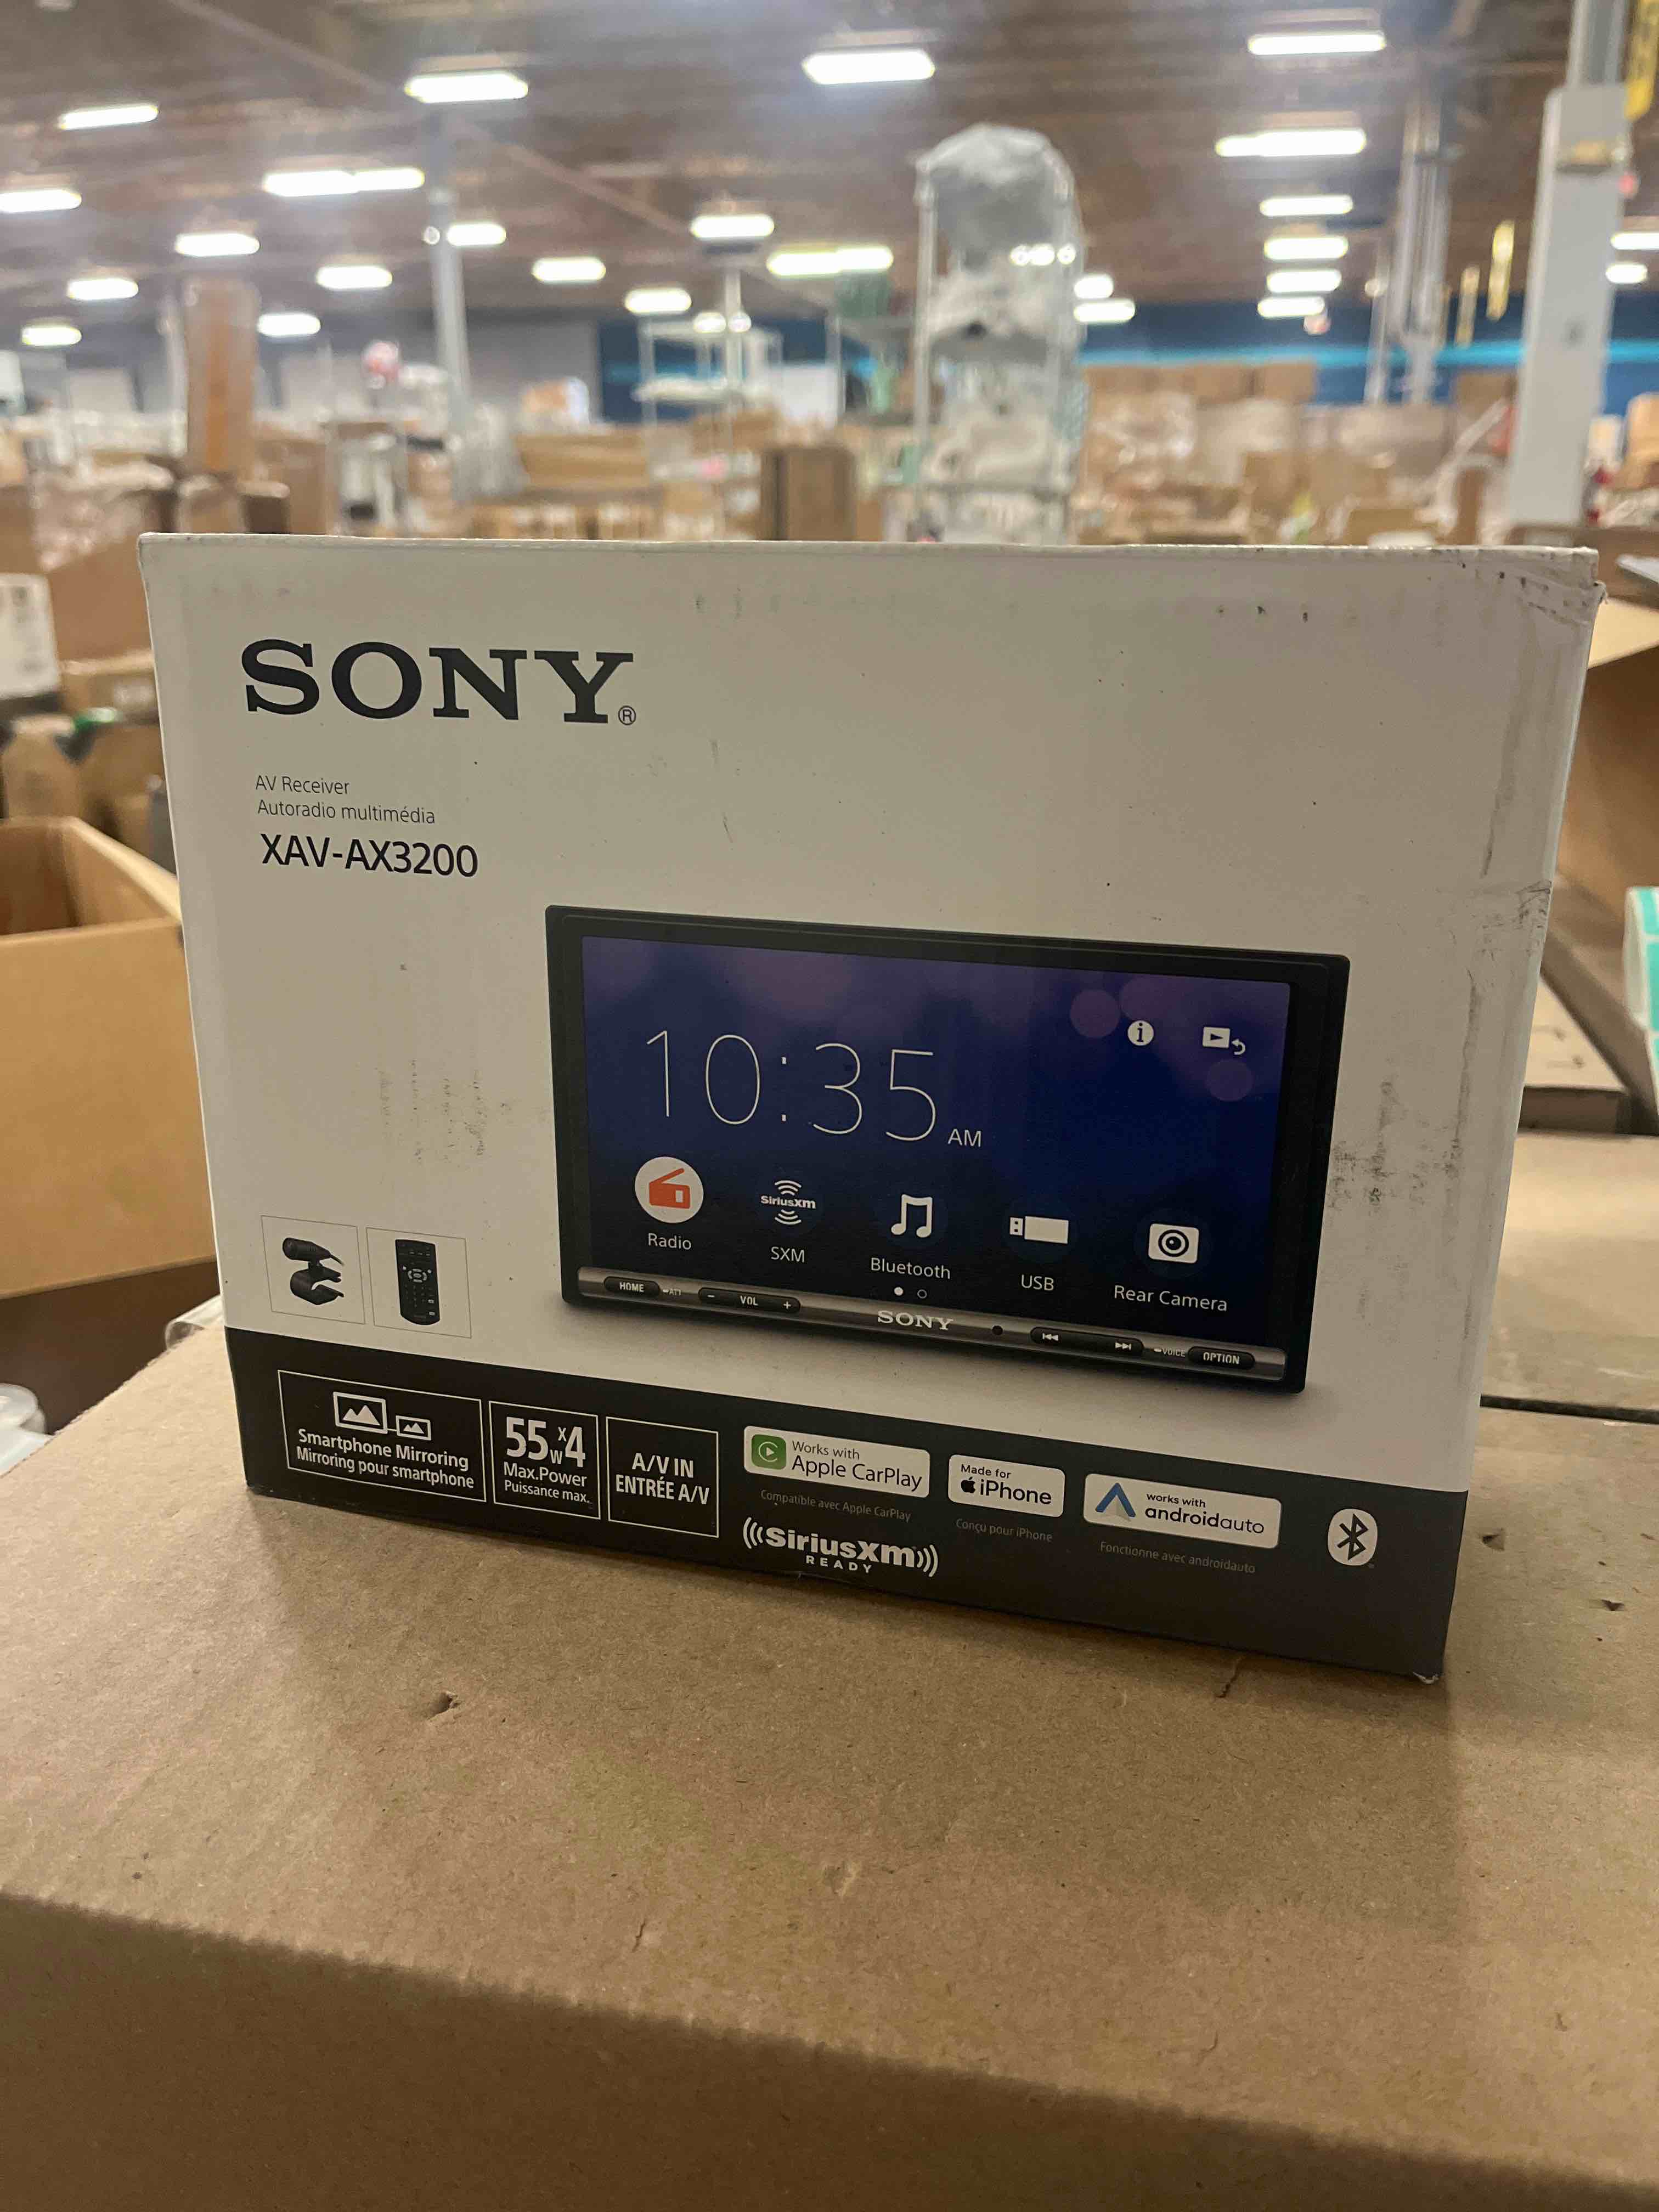 SONY®
AV Receiver
Autoradio multimédia
XAV-AX3200
10:35 AM
Radio
SiriusXM
SXM
Bluetooth
USB
Rear Camera
HOME
ATT
- VOL +
SONY
VOICE
OPTION
Smartphone Mirroring
Mirroring pour smartphone
55w x4
Max.Power
Puissance max.
A/V IN
ENTRÉE A/V
Works with
Apple CarPlay
Compatible avec Apple CarPlay
Made for
iPhone
Conçu pour iPhone
works with
androidauto
Fonctionne avec androidauto
SiriusXM
READY